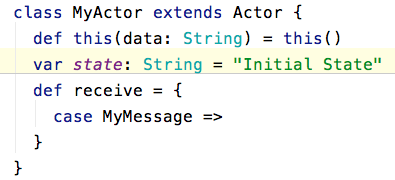 class MyActor extends Actor {
  def this(data: String) = this()
  var state: String = "Initial State"
  def receive = {
    case MyMessage =>
  }
}